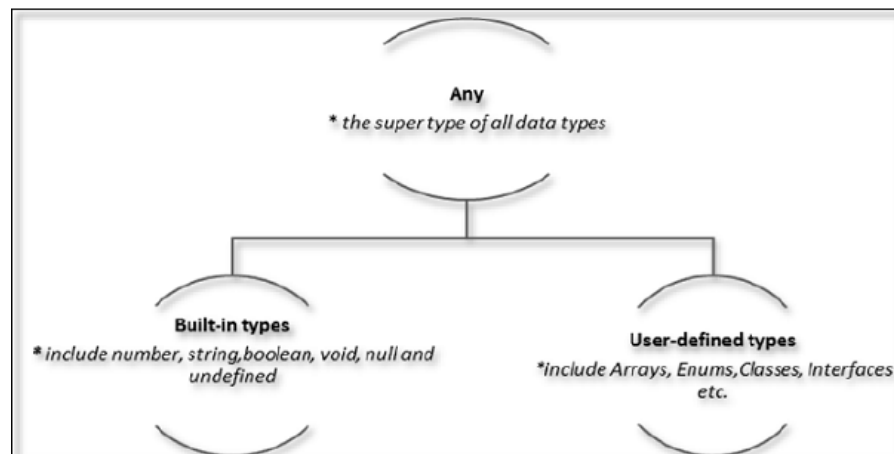 Any
* the super type of all data types
Built-in types
* include number, string,boolean, void, null and
undefined
User-defined types
*include Arrays, Enums,Classes, Interfaces
etc.